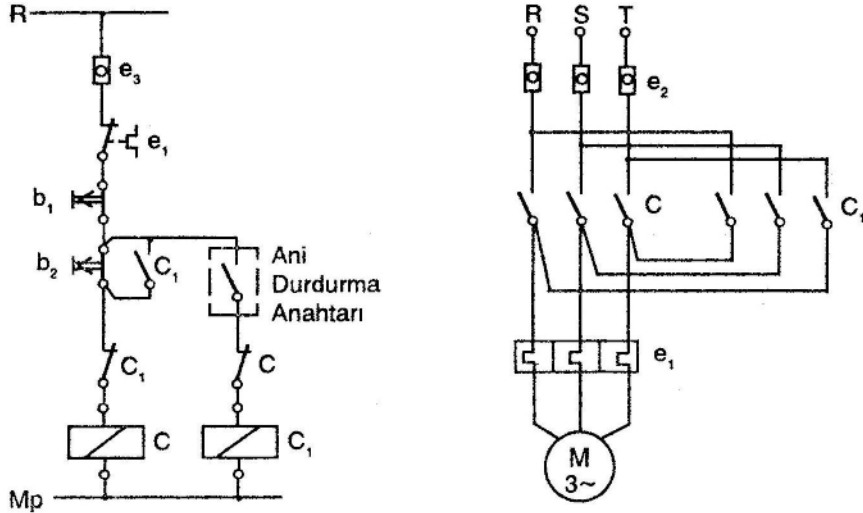 R
e₃
e₁
b₁
b₂
C₁
Ani
Durdurma
Anahtarı
C₁
C
C
C₁
Mp
R S T
e₂
C
C₁
e₁
M
3~